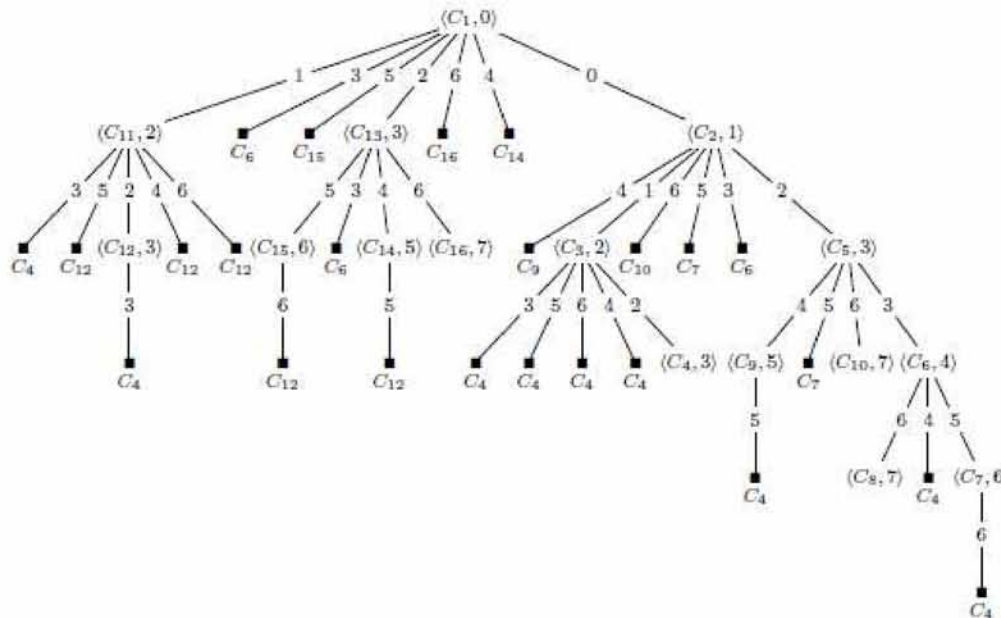 ⟨C₁, 0⟩
1 3 5 2 6 4 0
⟨C₁₁, 2⟩ ⟨C₁₃, 3⟩ ⟨C₂, 1⟩
C₆ C₁₅ C₁₆ C₁₄
3 5 2 4 6 5 3 4 6 4 1 6 5 3 2
⟨C₁₂, 3⟩ ⟨C₁₅, 6⟩ ⟨C₁₄, 5⟩ ⟨C₁₆, 7⟩ ⟨C₃, 2⟩ ⟨C₅, 3⟩
C₄ C₁₂ C₁₂ C₁₂ C₆ C₉ C₁₀ C₇ C₆
3 6 5 3 5 6 4 2 4 5 6 3
⟨C₄, 3⟩ ⟨C₉, 5⟩ ⟨C₁₀, 7⟩ ⟨C₆, 4⟩
C₄ C₁₂ C₁₂ C₄ C₄ C₄ C₄ C₇
5 6 4 5
⟨C₈, 7⟩ ⟨C₇, 6⟩
C₄ C₄
6
C₄